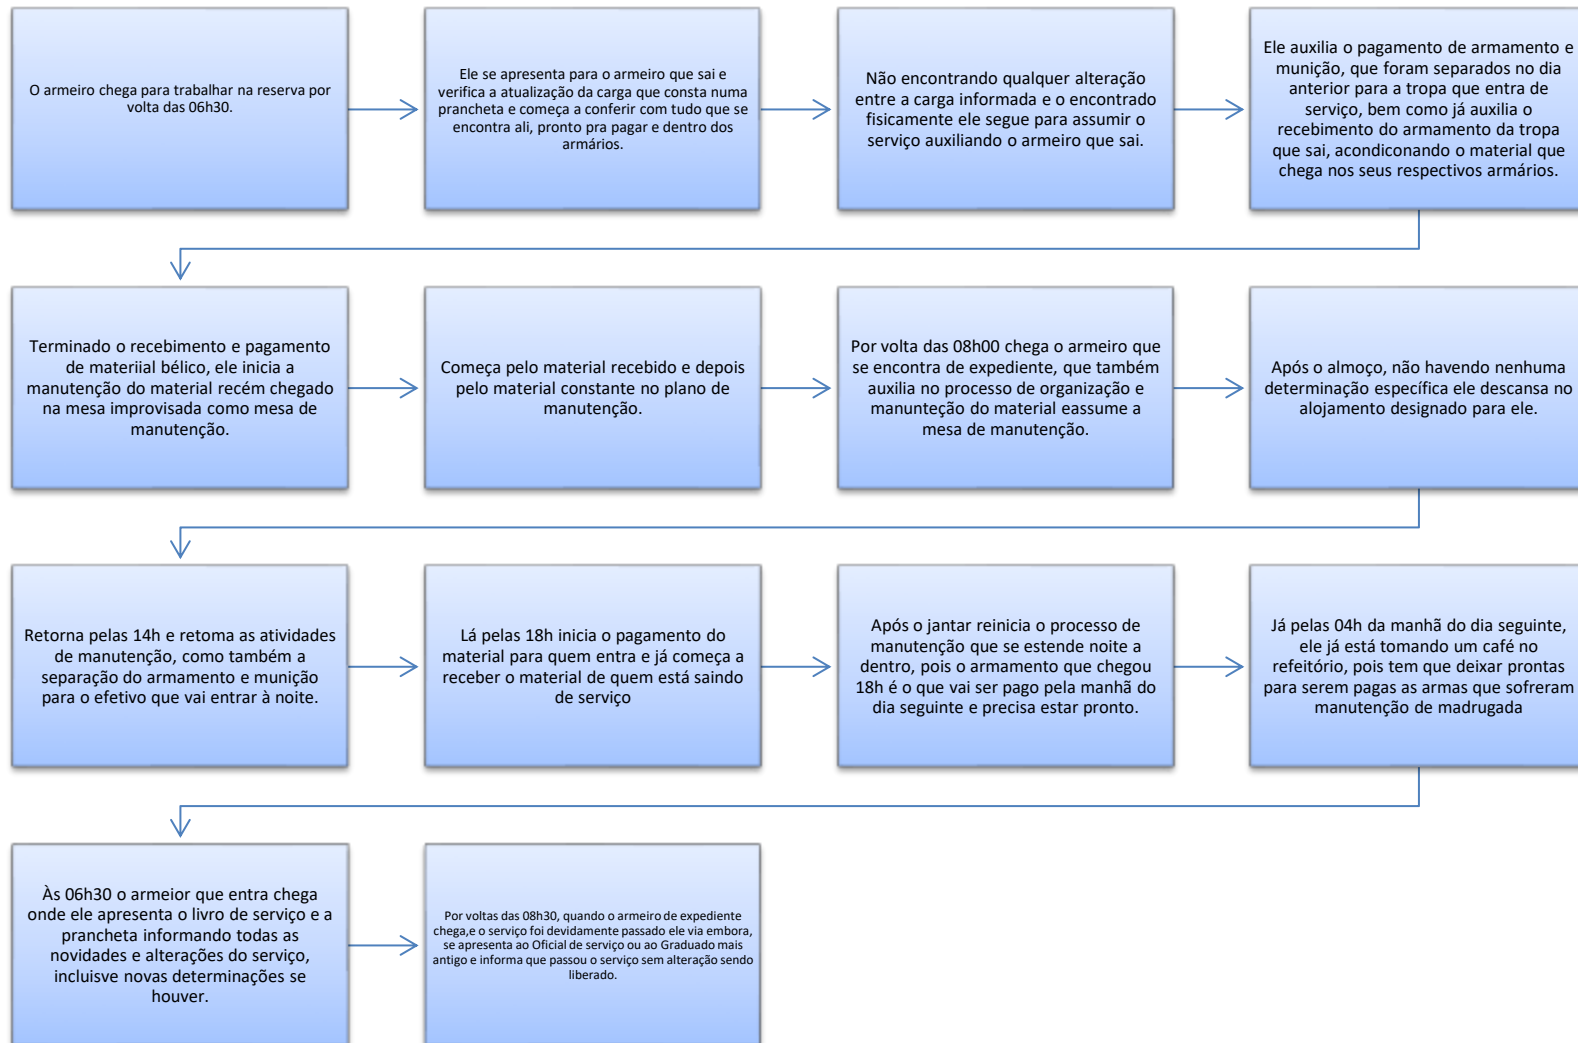 O armeiro chega para trabalhar na reserva por
volta das 06h30.
Ele se apresenta para o armeiro que sai e
verifica a atualização da carga que consta numa
prancheta e começa a conferir com tudo que se
encontra ali, pronto pra pagar e dentro dos
armários.
Não encontrando qualquer alteração
entre a carga informada e o encontrado
fisicamente ele segue para assumir o
serviço auxiliando o armeiro que sai.
Ele auxilia o pagamento de armamento e
munição, que foram separados no dia
anterior para a tropa que entra de
serviço, bem como já auxilia o
recebimento do armamento da tropa
que sai, acondiconando o material que
chega nos seus respectivos armários.
Terminado o recebimento e pagamento
de materiial bélico, ele inicia a
manutenção do material recém chegado
na mesa improvisada como mesa de
manutenção.
Começa pelo material recebido e depois
pelo material constante no plano de
manutenção.
Por volta das 08h00 chega o armeiro que
se encontra de expediente, que também
auxilia no processo de organização e
manunteção do material eassume a
mesa de manutenção.
Após o almoço, não havendo nenhuma
determinação específica ele descansa no
alojamento designado para ele.
Retorna pelas 14h e retoma as atividades
de manutenção, como também a
separação do armamento e munição
para o efetivo que vai entrar à noite.
Lá pelas 18h inicia o pagamento do
material para quem entra e já começa a
receber o material de quem está saindo
de serviço
Após o jantar reinicia o processo de
manutenção que se estende noite a
dentro, pois o armamento que chegou
18h é o que vai ser pago pela manhã do
dia seguinte e precisa estar pronto.
Já pelas 04h da manhã do dia seguinte,
ele já está tomando um café no
refeitório, pois tem que deixar prontas
para serem pagas as armas que sofreram
manutenção de madrugada
Às 06h30 o armeior que entra chega
onde ele apresenta o livro de serviço e a
prancheta informando todas as
novidades e alterações do serviço,
incluisve novas determinações se
houver.
Por voltas das 08h30, quando o armeiro de expediente
chega,e o serviço foi devidamente passado ele via embora,
se apresenta ao Oficial de serviço ou ao Graduado mais
antigo e informa que passou o serviço sem alteração sendo
liberado.